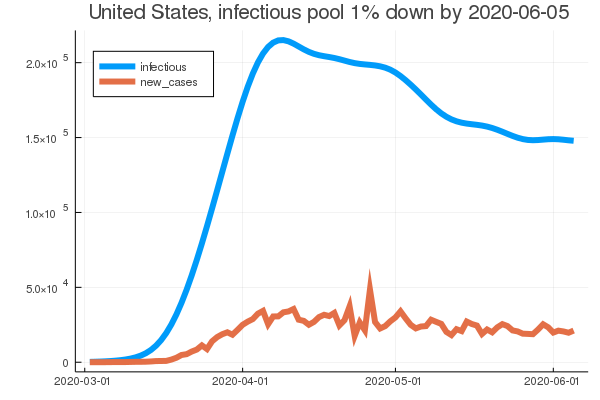 United States, infectious pool 1% down by 2020-06-05
infectious
new_cases
2.0×10 5
1.5×10 5
1.0×10 5
5.0×10 4
0
2020-03-01 2020-04-01 2020-05-01 2020-06-01